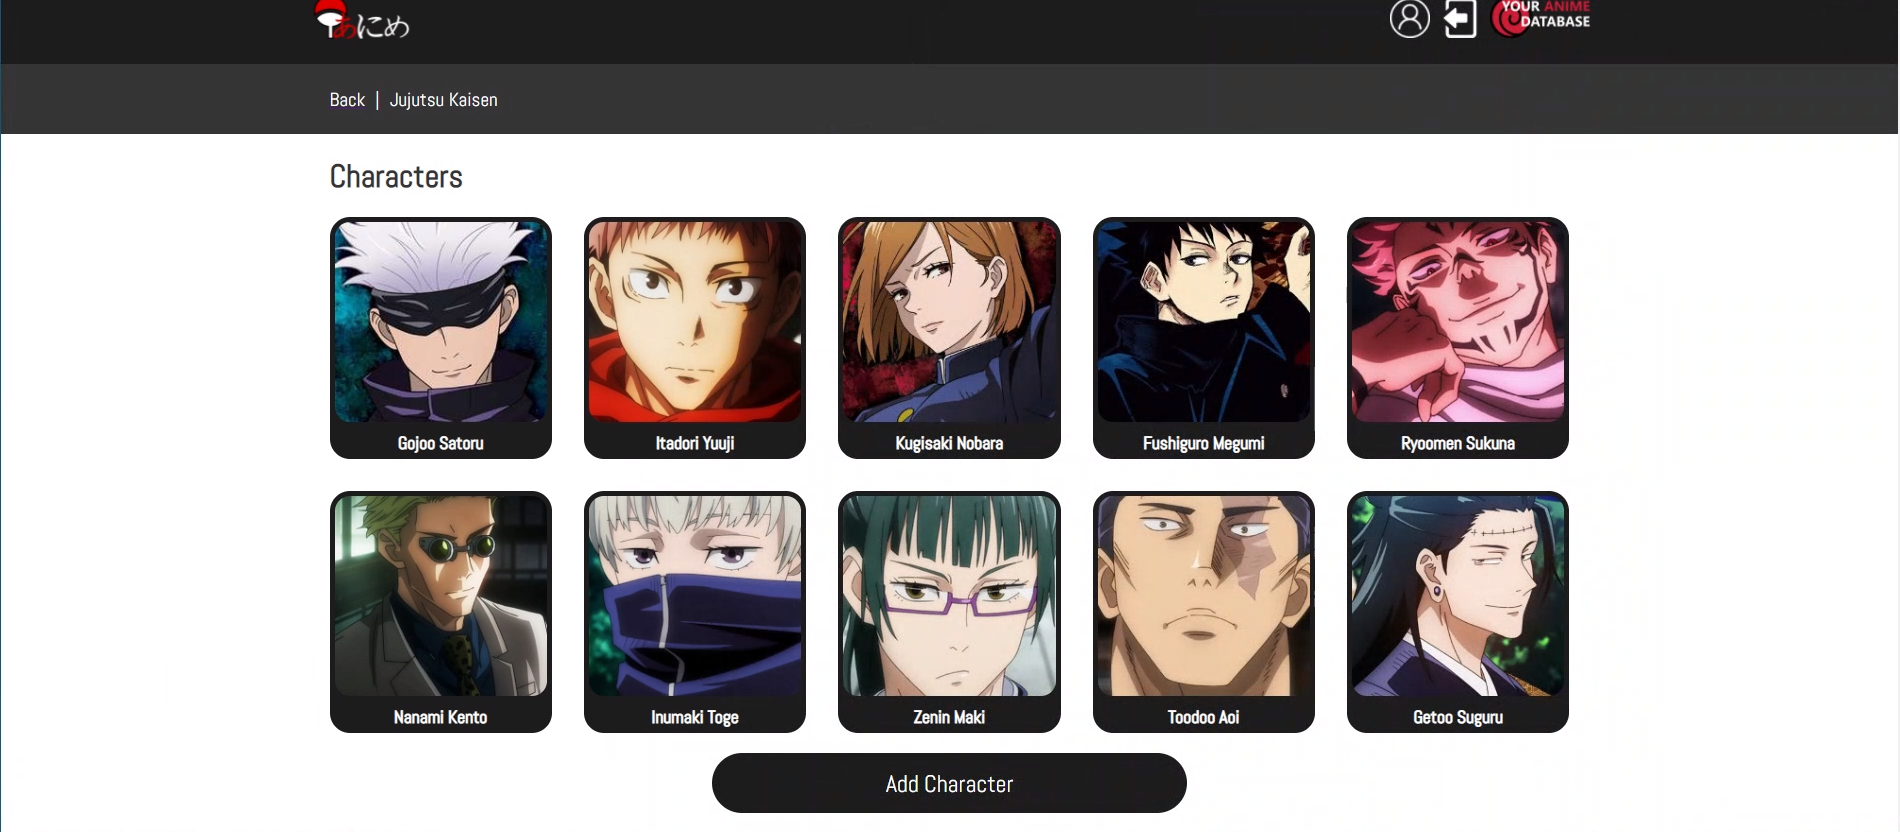 あにめ
YOUR ANIME
DATABASE
Back | Jujutsu Kaisen
Characters
Gojoo Satoru
Itadori Yuuji
Kugisaki Nobara
Fushiguro Megumi
Ryoomen Sukuna
Nanami Kento
Inumaki Toge
Zenin Maki
Toodoo Aoi
Getoo Suguru
Add Character